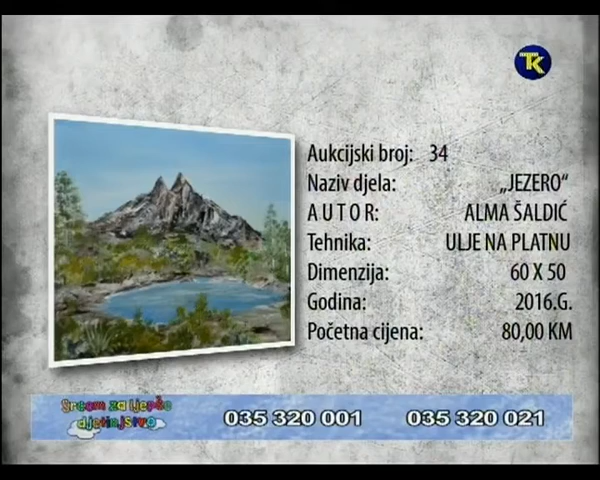 TK
Aukcijski broj: 34
Naziv djela: „JEZERO“
A U T O R: ALMA ŠALDIĆ
Tehnika: ULJE NA PLATNU
Dimenzija: 60 X 50
Godina: 2016.G.
Početna cijena: 80,00 KM
Srcem za ljepše
djetinjstvo
035 320 001 035 320 021